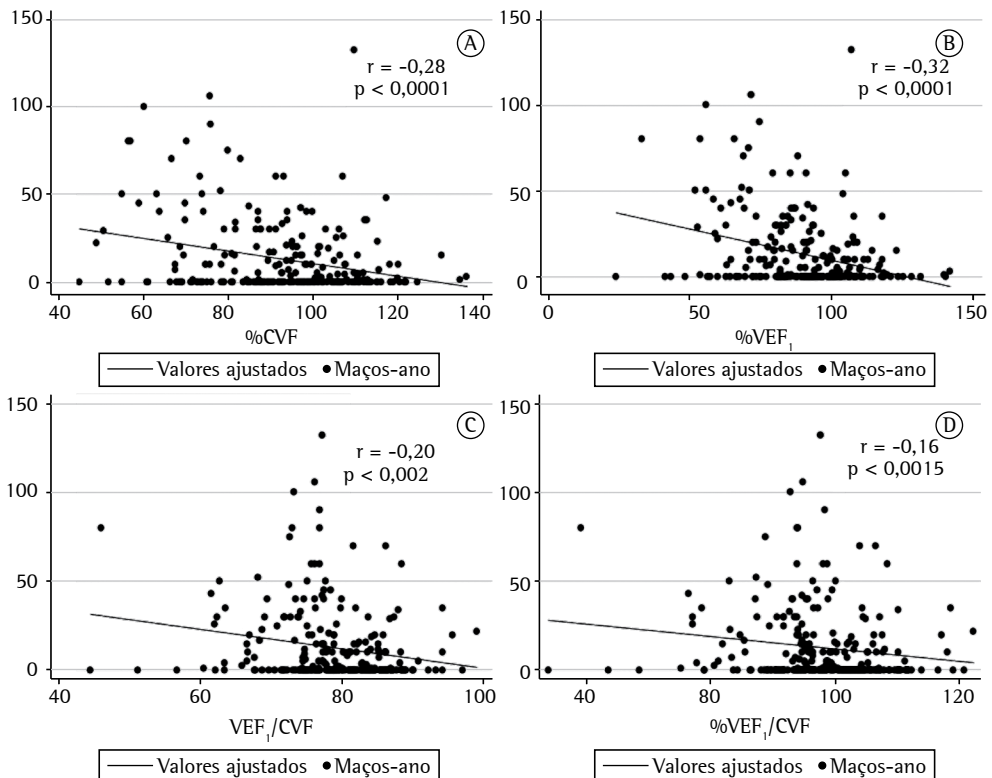 150
A
r = -0,28
p < 0,0001
100
50
0
40 60 80 100 120 140
%CVF
Valores ajustados Maços-ano
150
B
r = -0,32
p < 0,0001
100
50
0
0 50 100 150
%VEF1
Valores ajustados Maços-ano
150
C
r = -0,20
p < 0,002
100
50
0
40 60 80 100
VEF1/CVF
Valores ajustados Maços-ano
150
D
r = -0,16
p < 0,0015
100
50
0
40 80 100 120
%VEF1/CVF
Valores ajustados Maços-ano